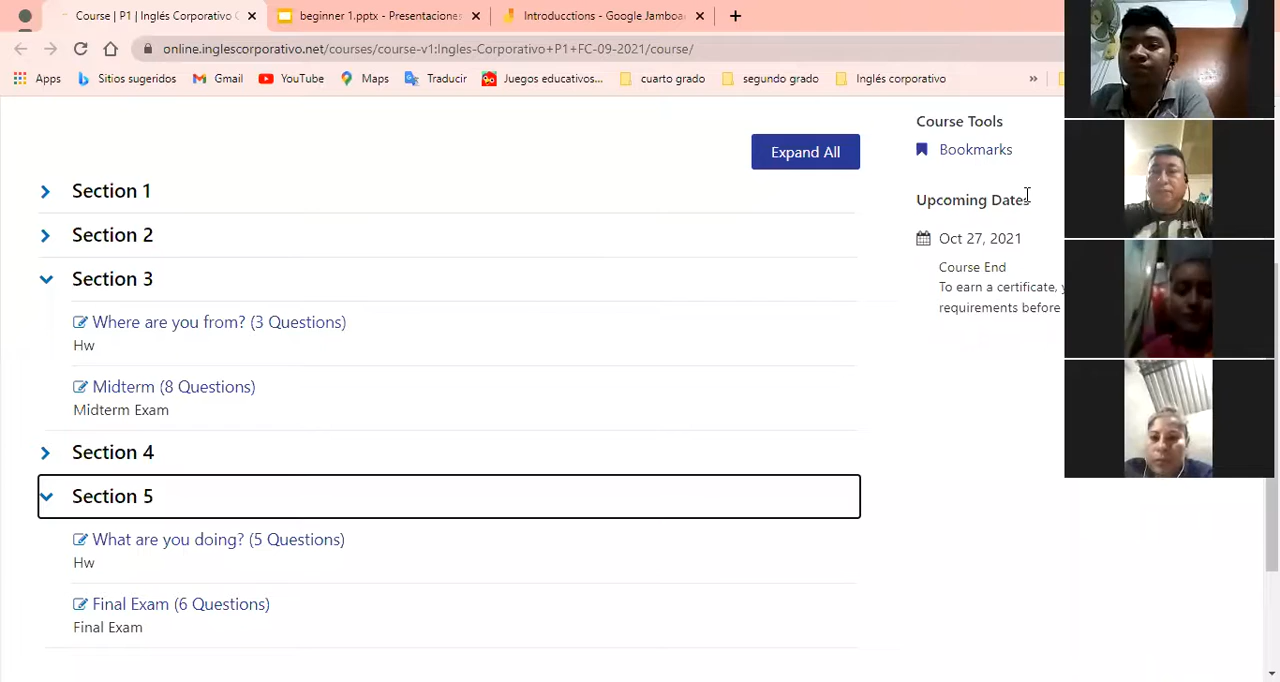 Course | P1 | Inglés Corporativo
beginner 1.pptx - Presentaciones
Introducctions - Google Jamboa
online.inglescorporativo.net/courses/course-v1:Ingles-Corporativo+P1+FC-09-2021/course/
Apps
Sitios sugeridos
Gmail
YouTube
Maps
Traducir
Juegos educativos...
cuarto grado
segundo grado
Inglés corporativo
»
Course Tools
Bookmarks
Expand All
Section 1
Upcoming Dates
Section 2
Oct 27, 2021
Course End
To earn a certificate,
requirements before
Section 3
Where are you from? (3 Questions)
Hw
Midterm (8 Questions)
Midterm Exam
Section 4
Section 5
What are you doing? (5 Questions)
Hw
Final Exam (6 Questions)
Final Exam